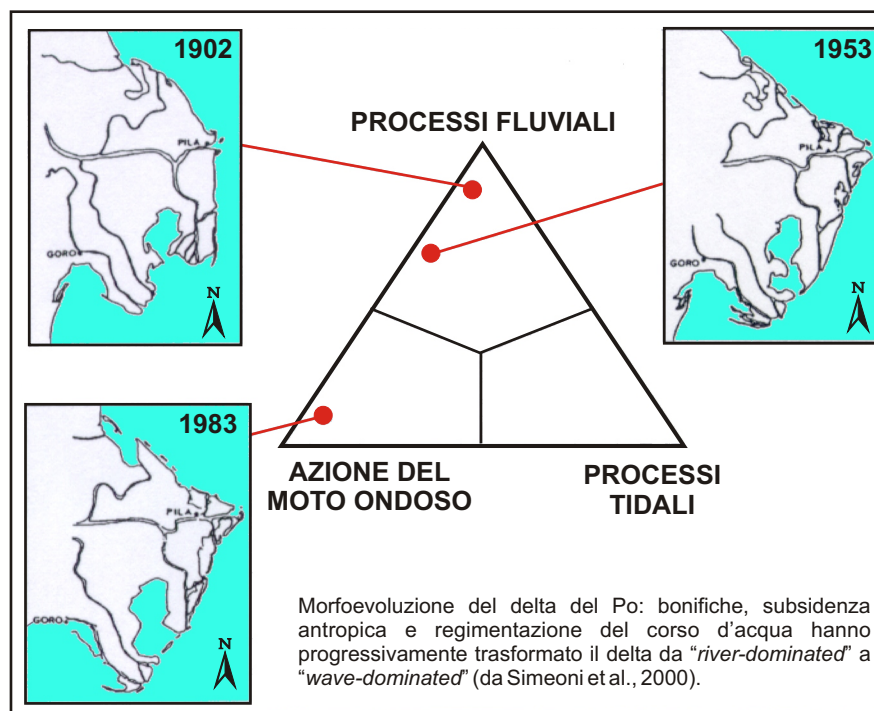 1902
PILA
GORO
N
1953
PILA
GORO
N
PROCESSI FLUVIALI
1983
PILA
GORO
N
AZIONE DEL
MOTO ONDOSO
PROCESSI
TIDALI
Morfoevoluzione del delta del Po: bonifiche, subsidenza
antropica e regimentazione del corso d'acqua hanno
progressivamente trasformato il delta da “river-dominated” a
“wave-dominated” (da Simeoni et al., 2000).